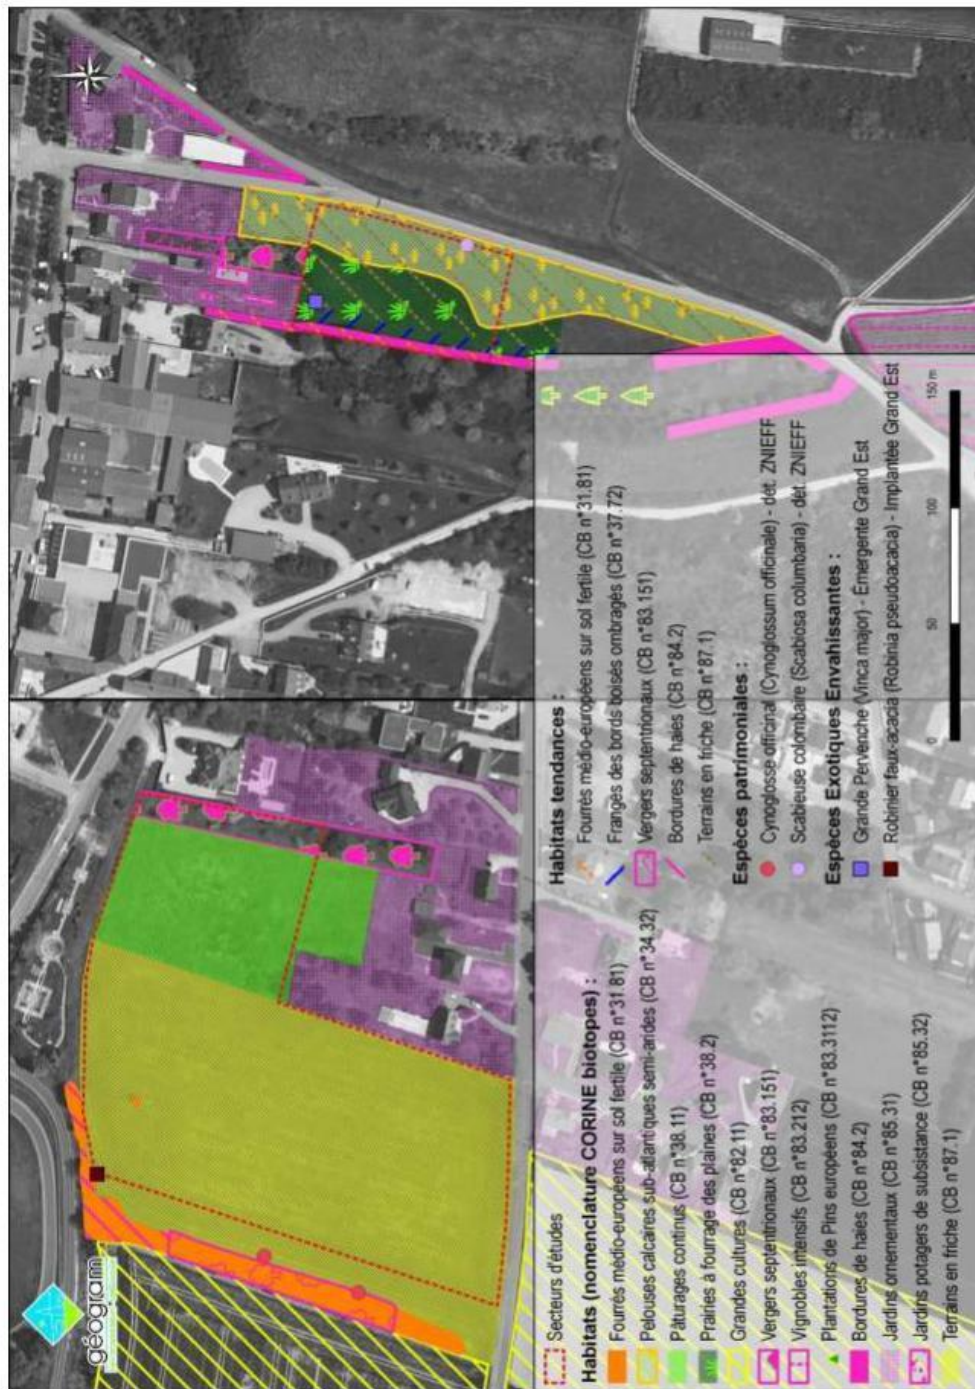 géogram
Secteurs d'études
Habitats (nomenclature CORINE biotopes) :
Fourrés médio-européens sur sol fertile (CB n°31.81)
Pelouses calcaires sub-atlantiques semi-arides (CB n°34.32)
Pâturages continus (CB n°38.11)
Prairies à fourrage des plaines (CB n°38.2)
Grandes cultures (CB n°82.11)
Vergers septentrionaux (CB n°83.151)
Vignobles intensifs (CB n°83.212)
Plantations de Pins européens (CB n°83.3112)
Bordures de haies (CB n°84.2)
Jardins ornementaux (CB n°85.31)
Jardins potagers de subsistance (CB n°85.32)
Terrains en friche (CB n°87.1)
Habitats tendances :
Fourrés médio-européens sur sol fertile (CB n°31.81)
Franges des bords boisés ombragés (CB n°37.72)
Vergers septentrionaux (CB n°83.151)
Bordures de haies (CB n°84.2)
Terrains en friche (CB n°87.1)
Espèces patrimoniales :
Cynoglosse officinal (Cynoglossum officinale) - dét. ZNIEFF
Scabieuse colombaire (Scabiosa columbaria) - dét. ZNIEFF
Espèces Exotiques Envahissantes :
Grande Pervenche (Vinca major) - Emergente Grand Est
Robinier faux-acacia (Robinia pseudoacacia) - Implantée Grand Est
0 50 100 150 m